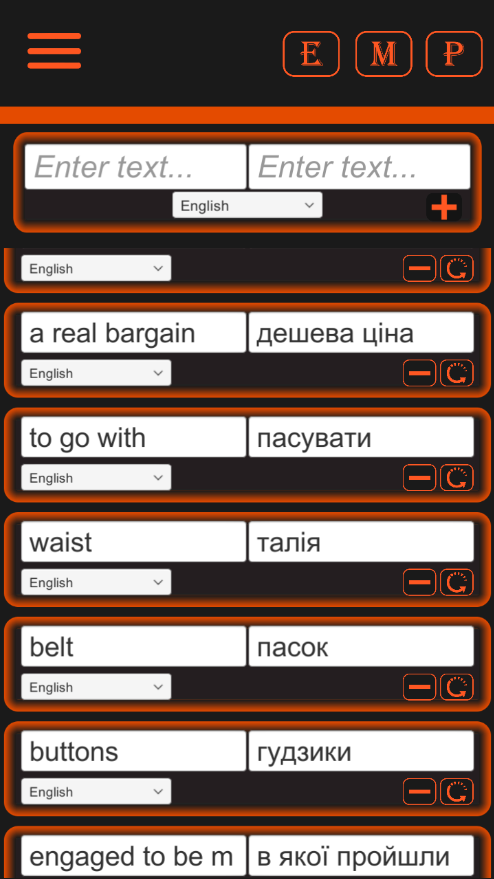 E M P
Enter text... Enter text...
English
English
a real bargain дешева ціна
English
to go with пасувати
English
waist талія
English
belt пасок
English
buttons гудзики
English
engaged to be m в якої пройшли